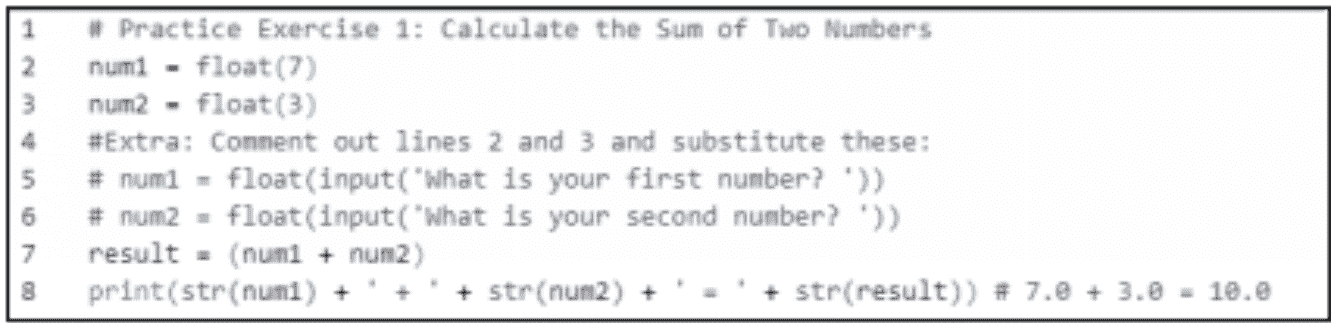 1 # Practice Exercise 1: Calculate the Sum of Two Numbers
2 num1 = float(7)
3 num2 = float(3)
4 #Extra: Comment out lines 2 and 3 and substitute these:
5 # num1 = float(input('What is your first number? '))
6 # num2 = float(input('What is your second number? '))
7 result = (num1 + num2)
8 print(str(num1) + ' + ' + str(num2) + ' = ' + str(result)) # 7.0 + 3.0 = 10.0